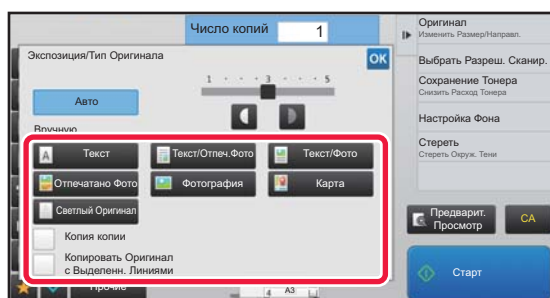 Число копий 1
Экспозиция/Тип Оригинала
OK
1 3 5
Авто
Вручную
Текст
Текст/Отпеч.Фото
Текст/Фото
Отпечатано Фото
Фотография
Карта
Светлый Оригинал
Копия копии
Копировать Оригинал
с Выделенн. Линиями
Прочие
4 A3
Оригинал
Изменить Размер/Направл.
Выбрать Разреш. Сканир.
Сохранение Тонера
Снизить Расход Тонера
Настройка Фона
Стереть
Стереть Окруж. Тени
Предварит.
Просмотр
CA
Старт